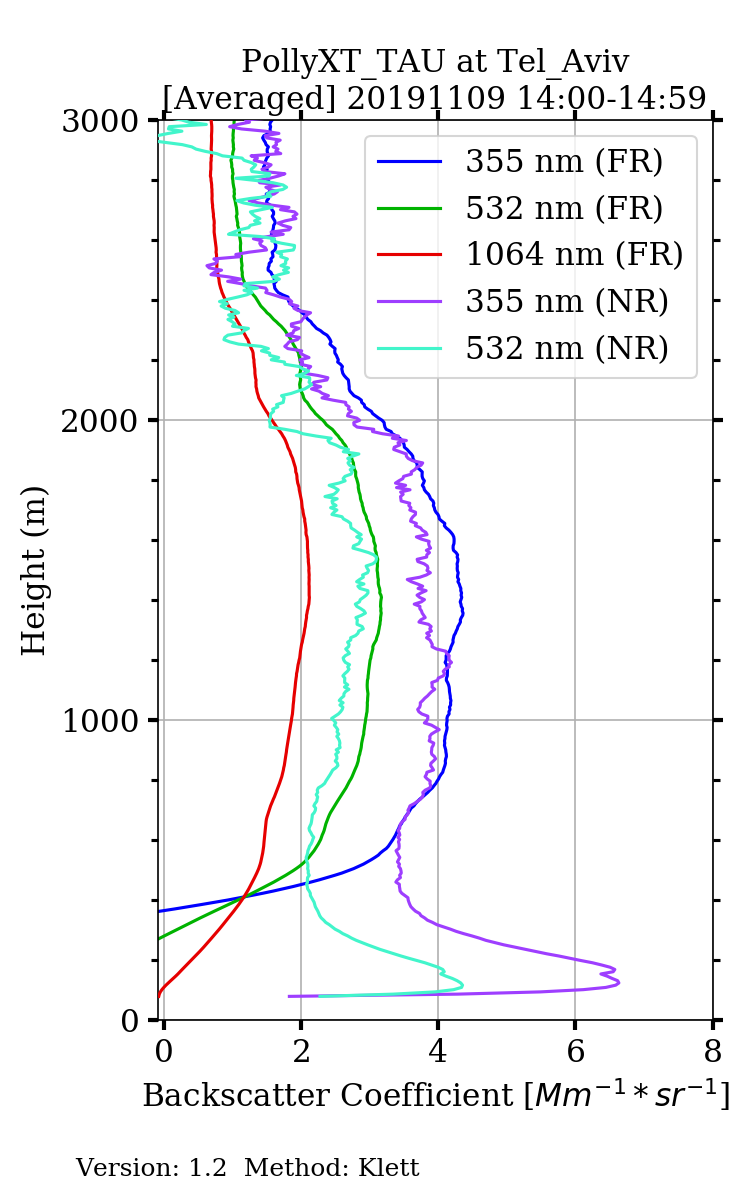 PollyXT_TAU at Tel_Aviv
[Averaged] 20191109 14:00-14:59
3000
2000
1000
0
Height (m)
355 nm (FR)
532 nm (FR)
1064 nm (FR)
355 nm (NR)
532 nm (NR)
0 2 4 6 8
Backscatter Coefficient [$Mm^{-1}*sr^{-1}$]
Version: 1.2 Method: Klett